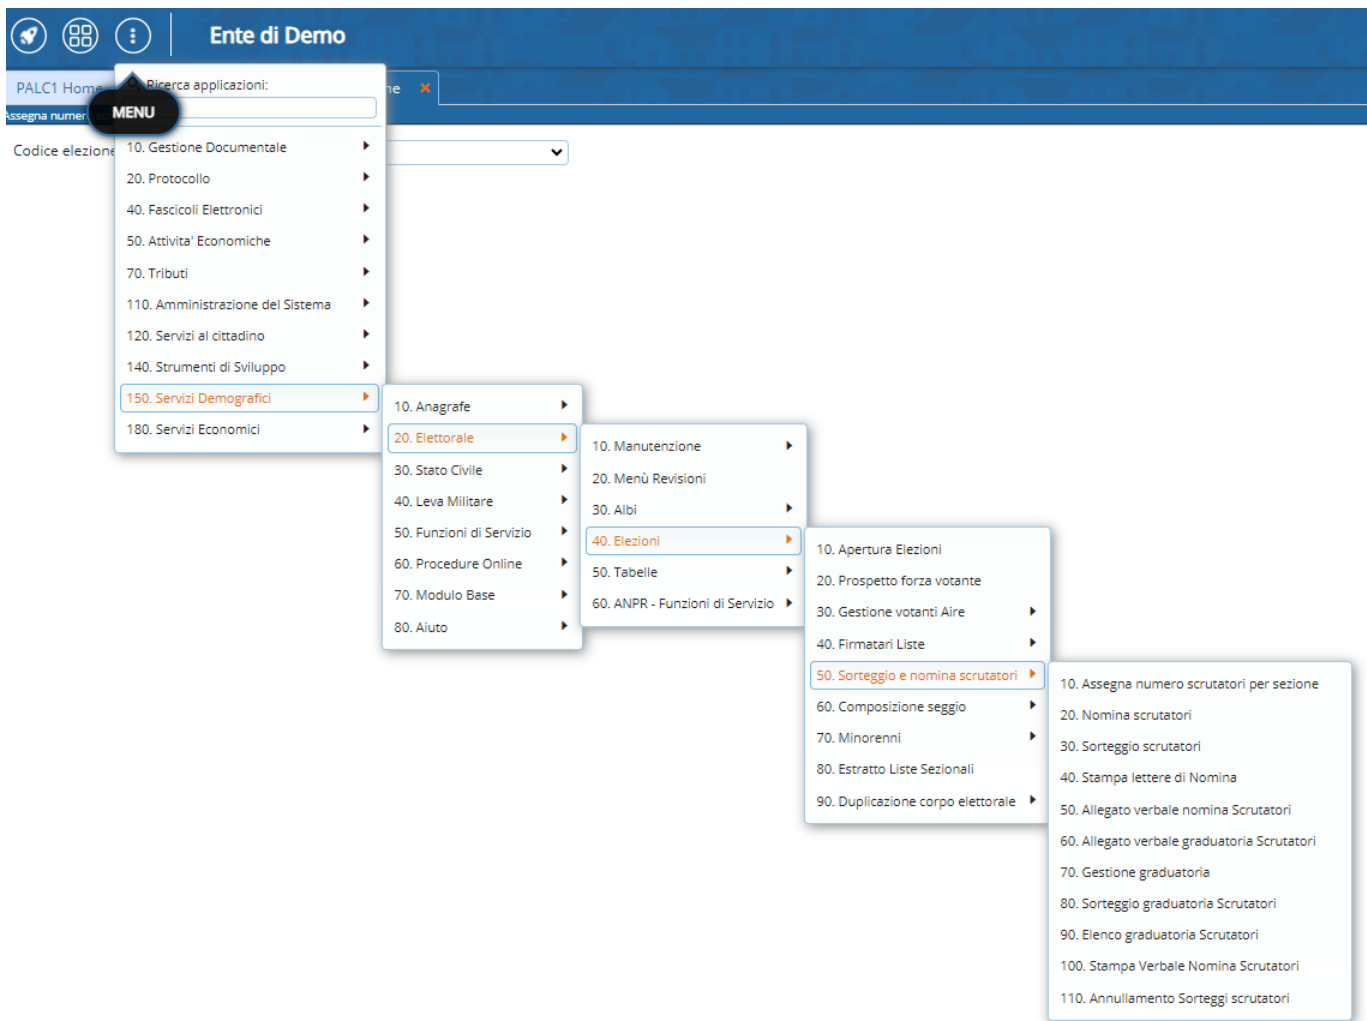 Ente di Demo
PALC1 Home
Ricerca applicazioni:
MENU
Assegna numero
Codice elezione
10. Gestione Documentale
20. Protocollo
40. Fascicoli Elettronici
50. Attivita' Economiche
70. Tributi
110. Amministrazione del Sistema
120. Servizi al cittadino
140. Strumenti di Sviluppo
150. Servizi Demografici
180. Servizi Economici
10. Anagrafe
20. Elettorale
30. Stato Civile
40. Leva Militare
50. Funzioni di Servizio
60. Procedure Online
70. Modulo Base
80. Aiuto
10. Manutenzione
20. Menù Revisioni
30. Albi
40. Elezioni
50. Tabelle
60. ANPR - Funzioni di Servizio
10. Apertura Elezioni
20. Prospetto forza votante
30. Gestione votanti Aire
40. Firmatari Liste
50. Sorteggio e nomina scrutatori
60. Composizione seggio
70. Minorenni
80. Estratto Liste Sezionali
90. Duplicazione corpo elettorale
10. Assegna numero scrutatori per sezione
20. Nomina scrutatori
30. Sorteggio scrutatori
40. Stampa lettere di Nomina
50. Allegato verbale nomina Scrutatori
60. Allegato verbale graduatoria Scrutatori
70. Gestione graduatoria
80. Sorteggio graduatoria Scrutatori
90. Elenco graduatoria Scrutatori
100. Stampa Verbale Nomina Scrutatori
110. Annullamento Sorteggi scrutatori